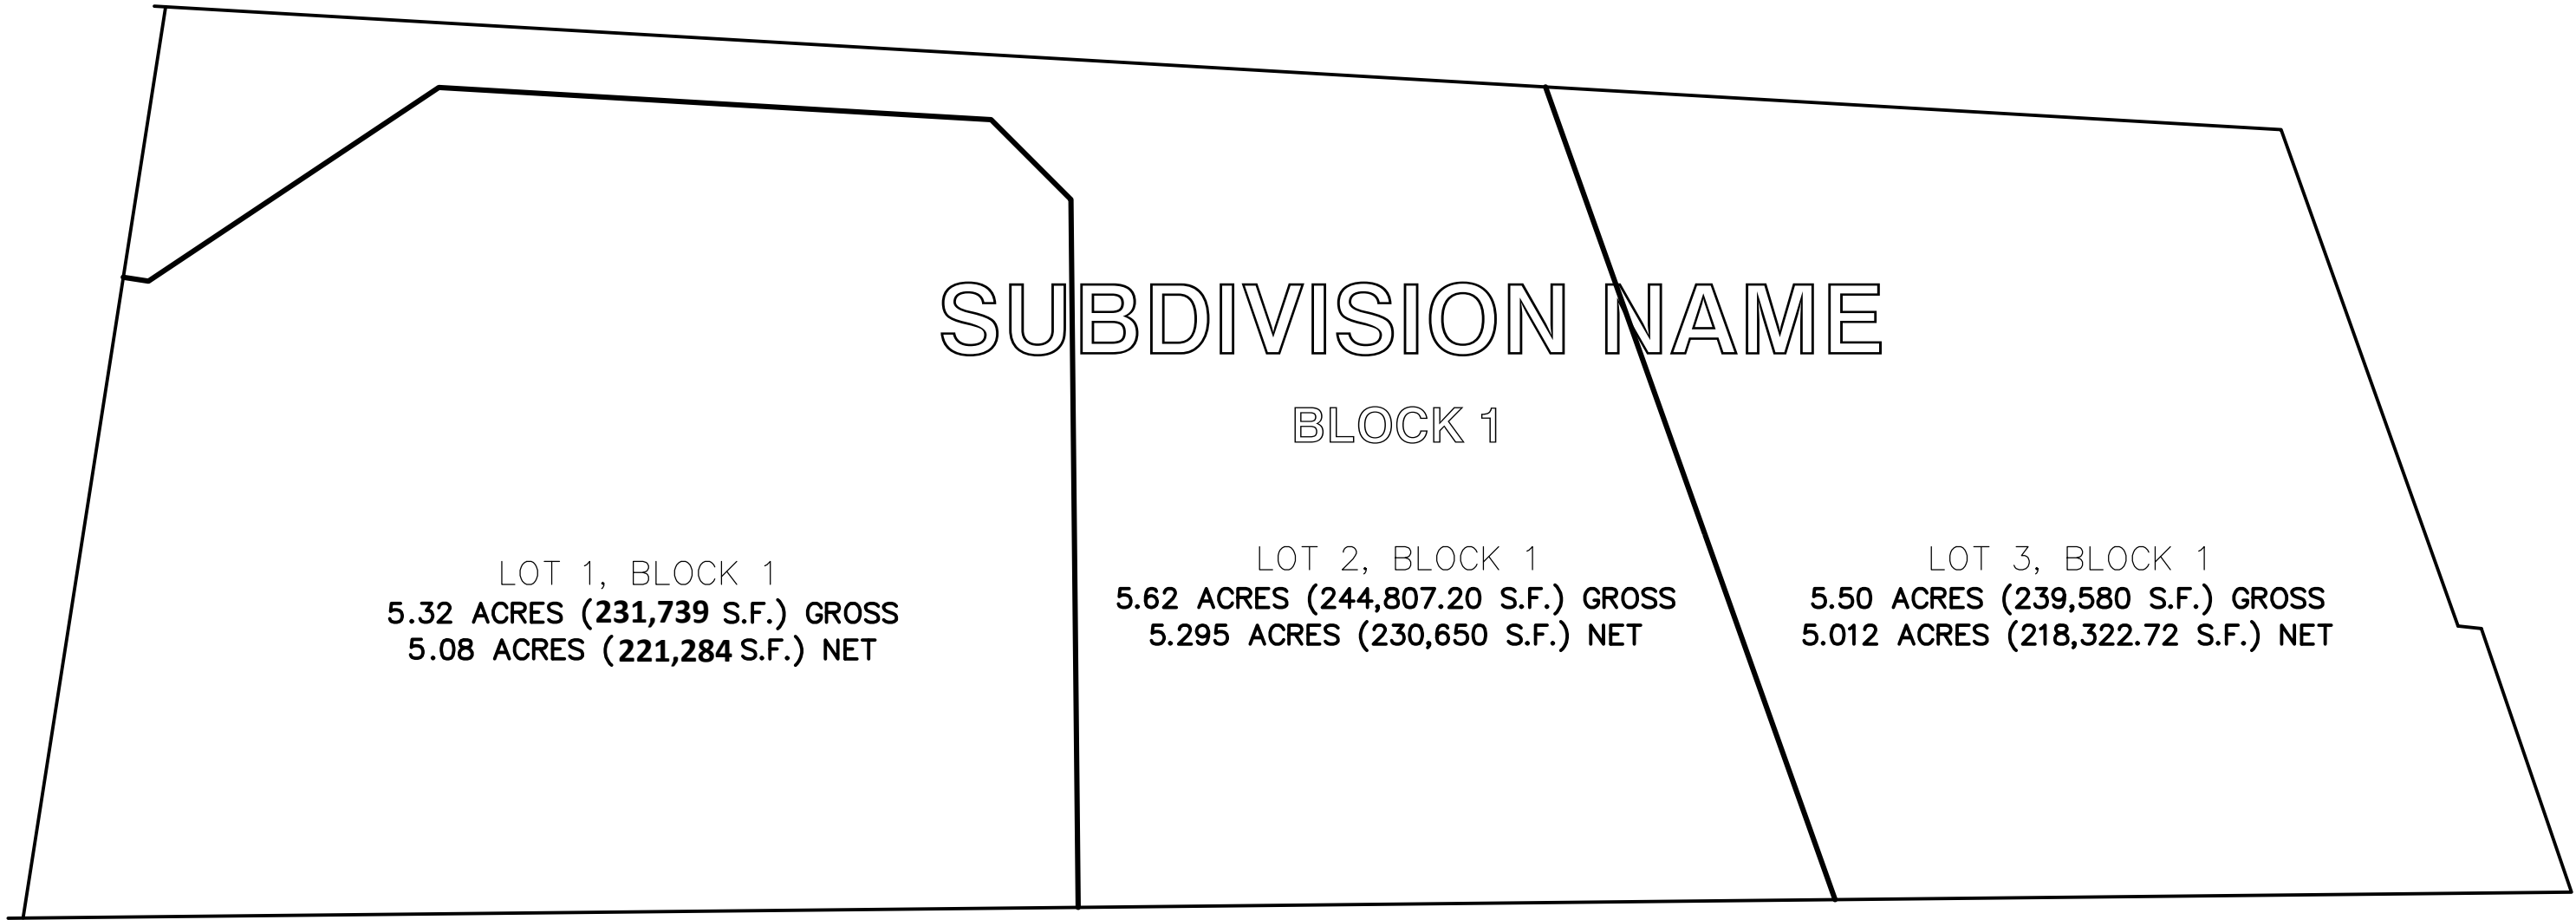 SUBDIVISION NAME
BLOCK 1
LOT 1, BLOCK 1
5.32 ACRES (231,739 S.F.) GROSS
5.08 ACRES (221,284 S.F.) NET
LOT 2, BLOCK 1
5.62 ACRES (244,807.20 S.F.) GROSS
5.295 ACRES (230,650 S.F.) NET
LOT 3, BLOCK 1
5.50 ACRES (239,580 S.F.) GROSS
5.012 ACRES (218,322.72 S.F.) NET